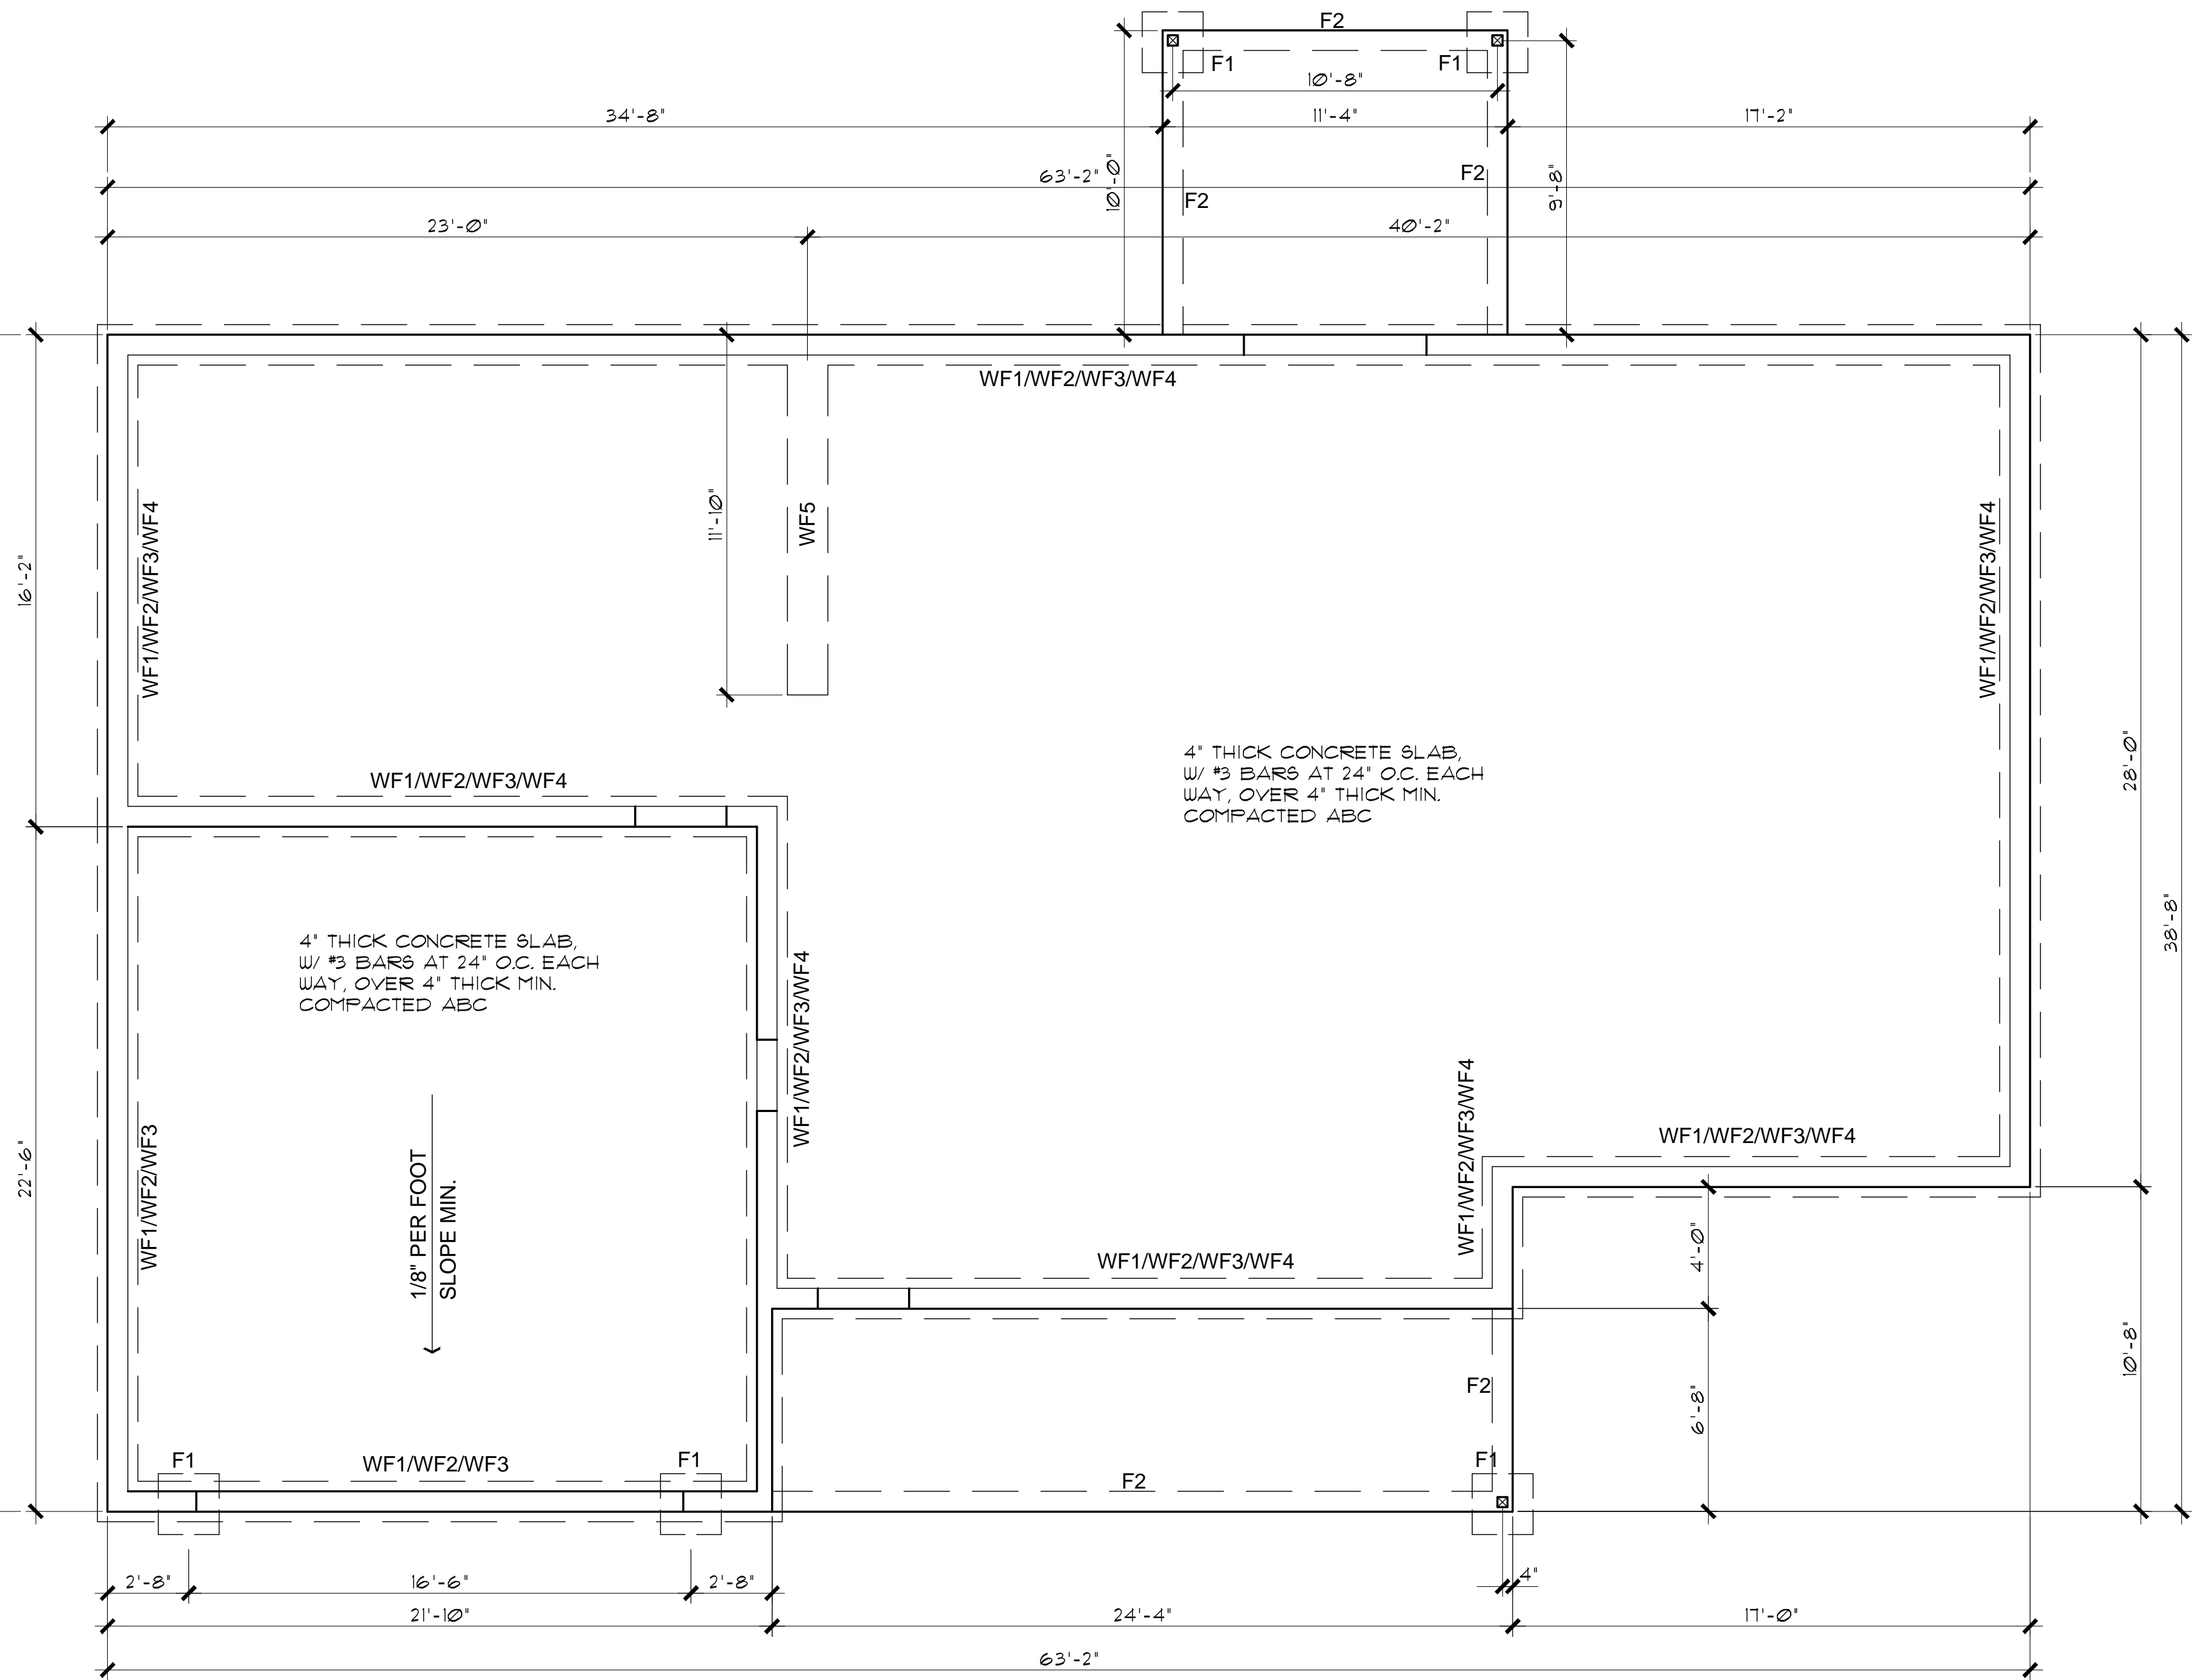 F2
F1
F1
10'-8"
34'-8"
11'-4"
17'-2"
63'-2"
10'-0"
F2
F2
9'-8"
23'-0"
40'-2"
WF1/WF2/WF3/WF4
WF1/WF2/WF3/WF4
11'-10"
WF5
WF1/WF2/WF3/WF4
16'-2"
28'-0"
38'-8"
WF1/WF2/WF3/WF4
4" THICK CONCRETE SLAB,
W/ #3 BARS AT 24" O.C. EACH
WAY, OVER 4" THICK MIN.
COMPACTED ABC
4" THICK CONCRETE SLAB,
W/ #3 BARS AT 24" O.C. EACH
WAY, OVER 4" THICK MIN.
COMPACTED ABC
WF1/WF2/WF3/WF4
WF1/WF2/WF3/WF4
WF1/WF2/WF3/WF4
22'-6"
WF1/WF2/WF3
1/8" PER FOOT
SLOPE MIN.
WF1/WF2/WF3/WF4
4'-0"
10'-8"
6'-8"
F2
F1
F1
WF1/WF2/WF3
F1
F2
2'-8"
16'-6"
2'-8"
4"
21'-10"
24'-4"
17'-0"
63'-2"